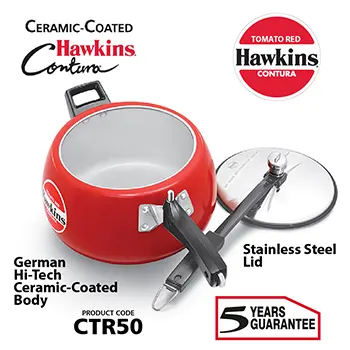 CERAMIC-COATED
Hawkins
Contura
TOMATO RED
Hawkins
CONTURA
Hawkins
German
Hi-Tech
Ceramic-Coated
Body
Stainless Steel
Lid
PRODUCT CODE
CTR50
5 YEARS
GUARANTEE